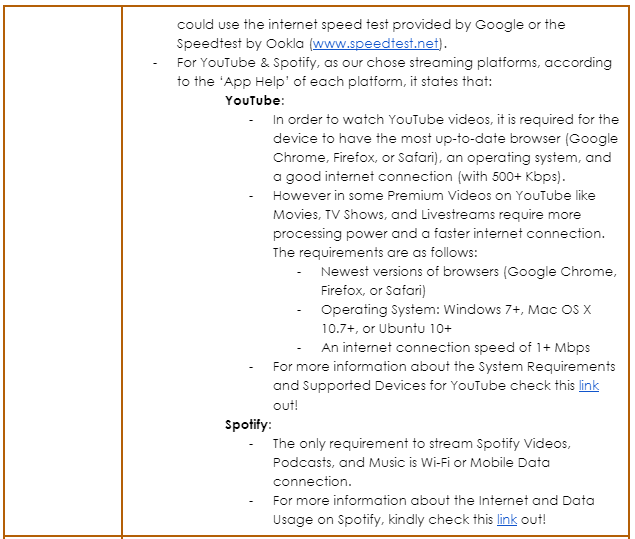 could use the internet speed test provided by Google or the
Speedtest by Ookla (www.speedtest.net).
- For YouTube & Spotify, as our chose streaming platforms, according
to the ‘App Help’ of each platform, it states that:
YouTube:
- In order to watch YouTube videos, it is required for the
device to have the most up-to-date browser (Google
Chrome, Firefox, or Safari), an operating system, and
a good internet connection (with 500+ Kbps).
- However in some Premium Videos on YouTube like
Movies, TV Shows, and Livestreams require more
processing power and a faster internet connection.
The requirements are as follows:
- Newest versions of browsers (Google Chrome,
Firefox, or Safari)
- Operating System: Windows 7+, Mac OS X
10.7+, or Ubuntu 10+
- An internet connection speed of 1+ Mbps
- For more information about the System Requirements
and Supported Devices for YouTube check this link
out!
Spotify:
- The only requirement to stream Spotify Videos,
Podcasts, and Music is Wi-Fi or Mobile Data
connection.
- For more information about the Internet and Data
Usage on Spotify, kindly check this link out!